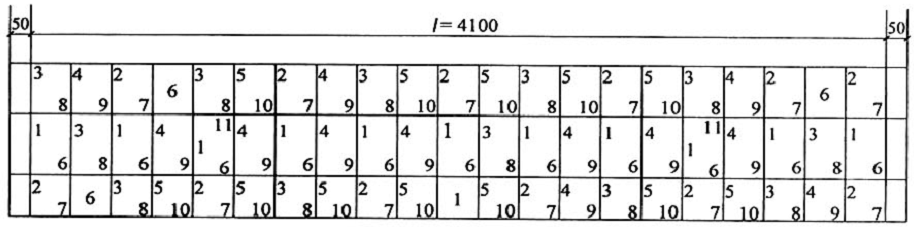 50 l=4100 50
3 4 2 6 3 5 2 4 3 5 2 5 3 5 2 5 3 4 2 6 2
8 9 7 8 10 7 9 8 10 7 10 8 10 7 10 8 9 7 7
1 3 1 4 11 4 1 4 1 4 1 3 1 4 1 4 11 4 1 3 1
1 1
6 8 6 9 6 9 6 9 6 9 6 8 6 9 6 9 6 9 6 8 6
2 6 3 5 2 5 3 5 2 5 1 5 2 4 3 5 2 5 3 4 2
7 8 10 7 10 8 10 7 10 10 7 9 8 10 7 10 8 9 7